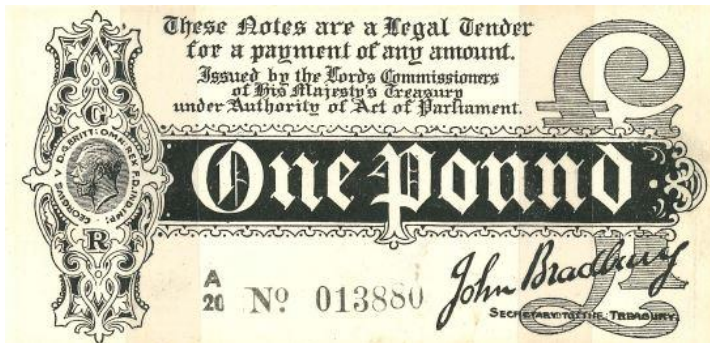 These Notes are a Legal Tender
for a payment of any amount.
Issued by the Lords Commissioners
of His Majesty's Treasury
under Authority of Act of Parliament.
G
GEORGIVS V D.G.BRITT: OMN: REX F.D. IND: IMP:
R
£
One Pound
A
20 Nº 013880
John Bradbury
SECRETARY TO THE TREASURY.